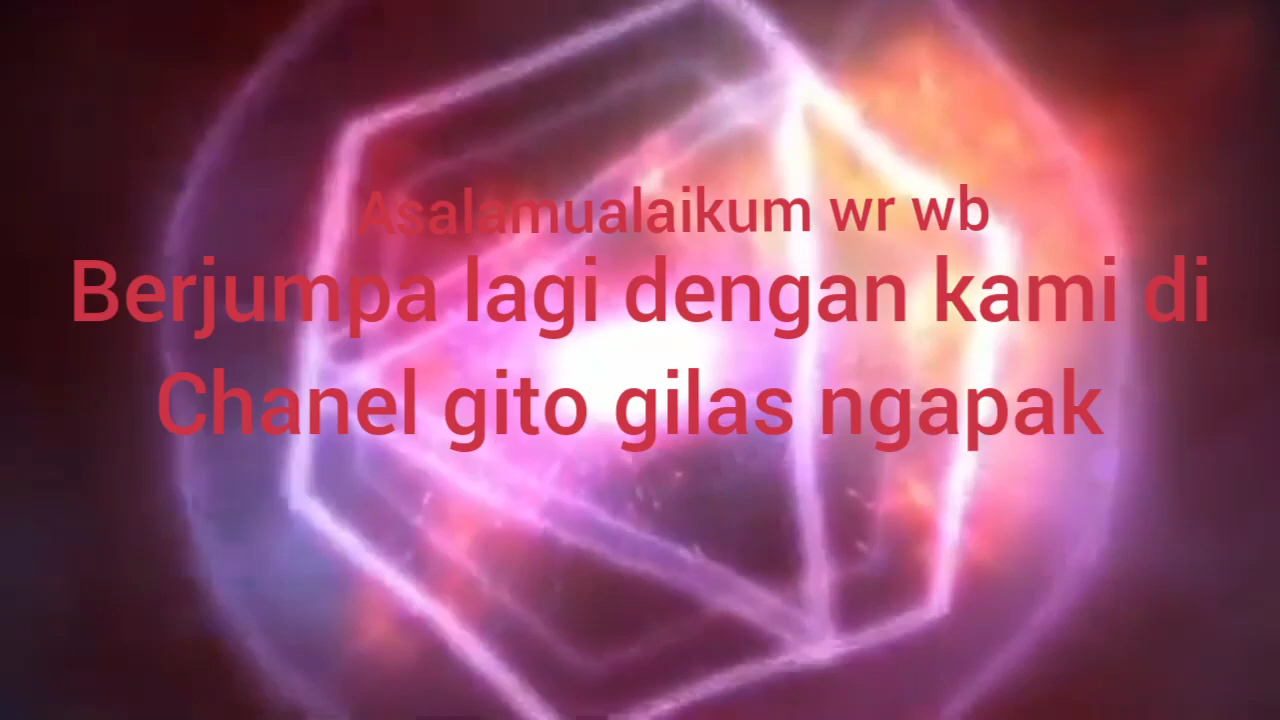 Asalamualaikum wr wb
Berjumpa lagi dengan kami di
Chanel gito gilas ngapak